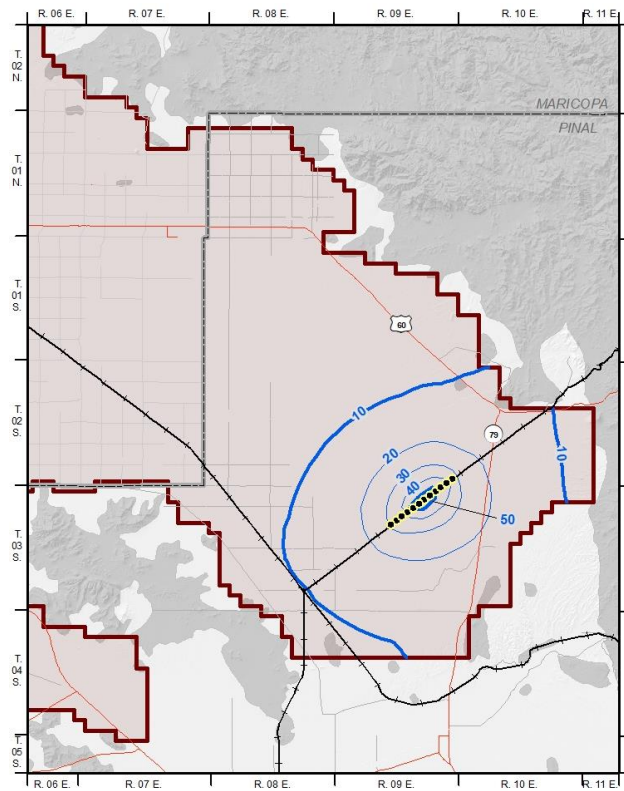 R. 06 E. R. 07 E. R. 08 E. R. 09 E. R. 10 E. R. 11 E.
T. 02 N.
MARICOPA
PINAL
T. 01 N.
T. 01 S.
60
T. 02 S.
10
10
79
20
30
40
50
T. 03 S.
10
T. 04 S.
T. 05 S.
R. 06 E. R. 07 E. R. 08 E. R. 09 E. R. 10 E. R. 11 E.